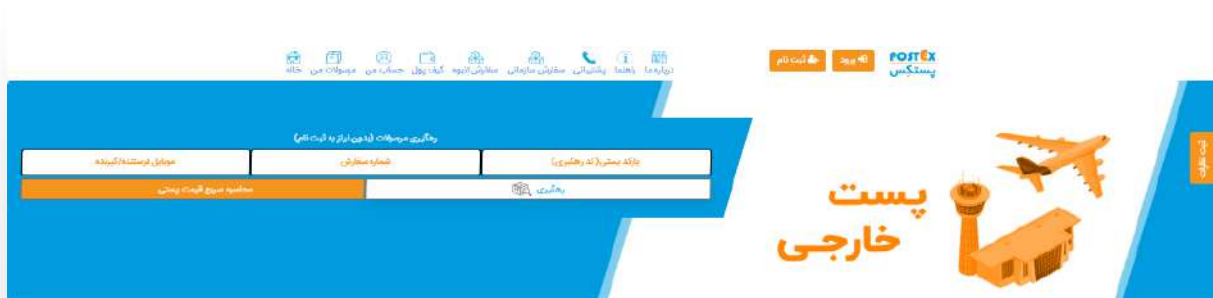 POSTEX
پستکس
ورود
ثبت نام
درباره ما
راهنما
پشتیبانی
سفارش سازمانی
سفارش انبوه
کیف پول
حساب من
مرسولات من
خانه
ثبت نظرات
پست
خارجی
رهگیری مرسولات (بدون نیاز به ثبت نام)
بارکد پستی(کد رهگیری)
شماره سفارش
موبایل فرستنده/گیرنده
رهگیری
محاسبه سریع قیمت پستی